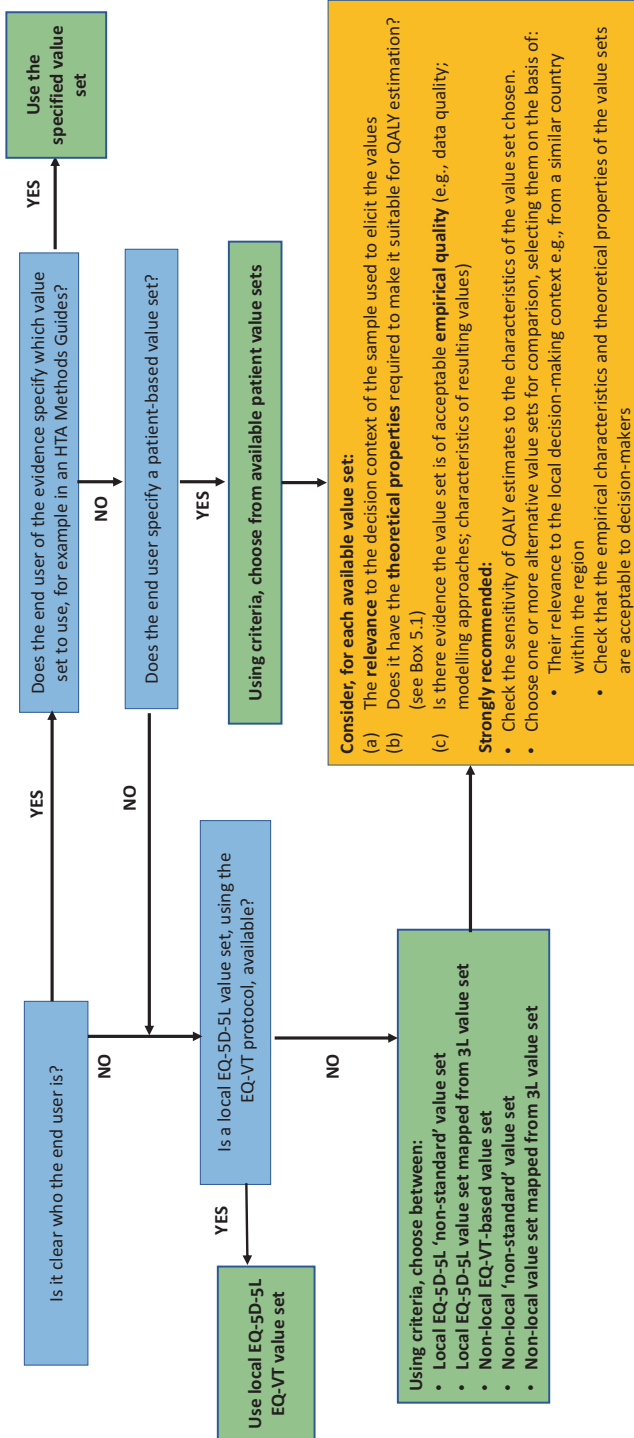 Is it clear who the end user is?
YES
Does the end user of the evidence specify which value
set to use, for example in an HTA Methods Guides?
YES
Use the
specified value
set
NO
NO
Does the end user specify a patient-based value set?
NO
YES
Is a local EQ-5D-5L value set, using the
EQ-VT protocol, available?
YES
Use local EQ-5D-5L
EQ-VT value set
NO
Using criteria, choose from available patient value sets
Using criteria, choose between:
• Local EQ-5D-5L ‘non-standard’ value set
• Local EQ-5D-5L value set mapped from 3L value set
• Non-local EQ-VT-based value set
• Non-local ‘non-standard’ value set
• Non-local value set mapped from 3L value set
Consider, for each available value set:
(a) The relevance to the decision context of the sample used to elicit the values
(b) Does it have the theoretical properties required to make it suitable for QALY estimation?
(see Box 5.1)
(c) Is there evidence the value set is of acceptable empirical quality (e.g., data quality;
modelling approaches; characteristics of resulting values)
Strongly recommended:
• Check the sensitivity of QALY estimates to the characteristics of the value set chosen.
• Choose one or more alternative value sets for comparison, selecting them on the basis of:
• Their relevance to the local decision-making context e.g., from a similar country
within the region
• Check that the empirical characteristics and theoretical properties of the value sets
are acceptable to decision-makers